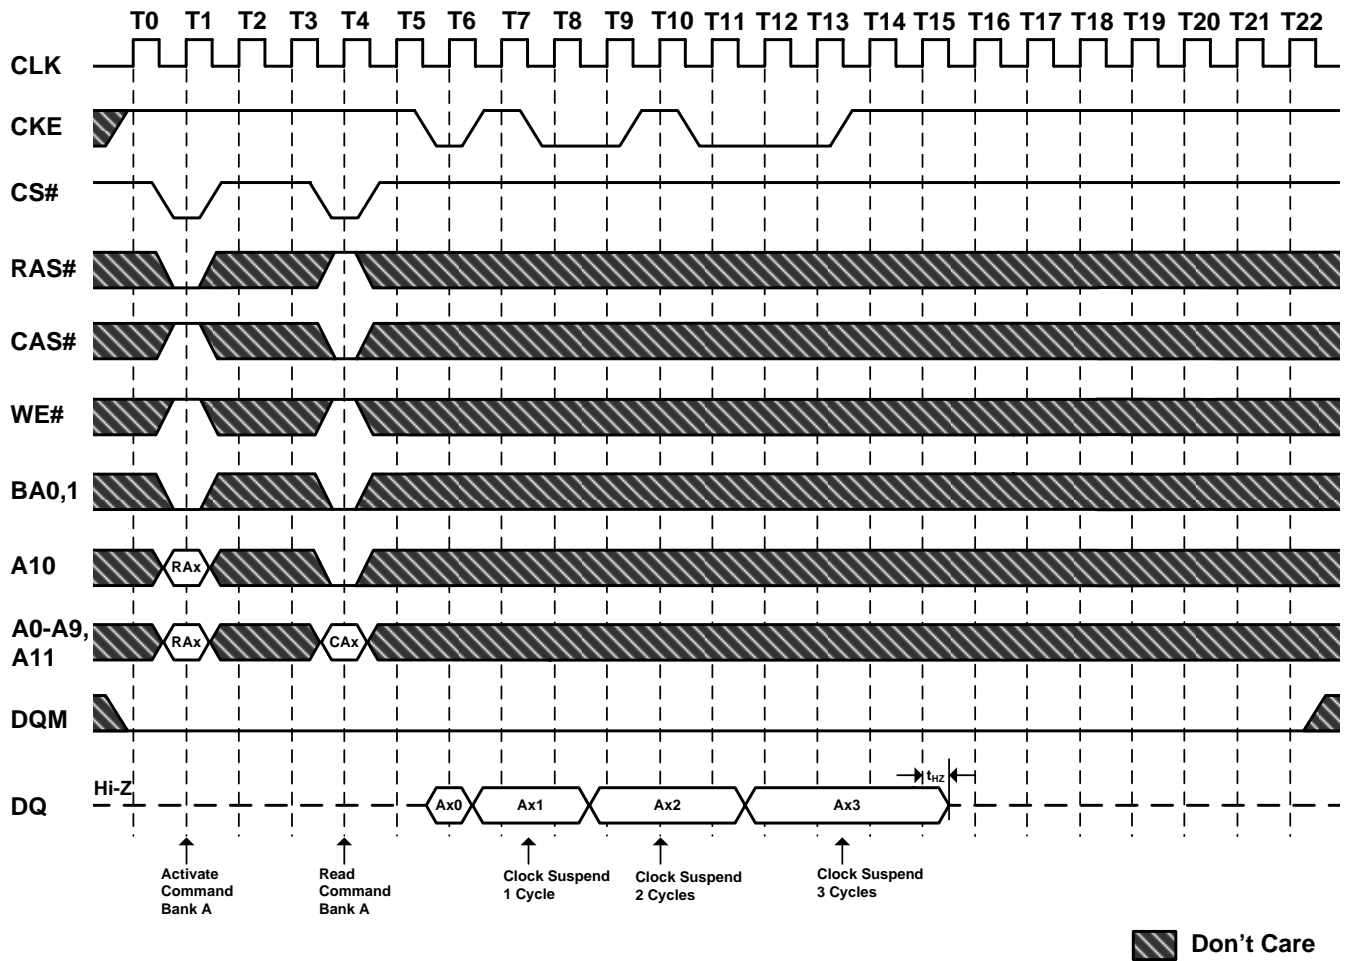 T0 T1 T2 T3 T4 T5 T6 T7 T8 T9 T10 T11 T12 T13 T14 T15 T16 T17 T18 T19 T20 T21 T22
CLK
CKE
CS#
RAS#
CAS#
WE#
BA0,1
A10
RAx
A0-A9,
A11
RAx
CAx
DQM
Hi-Z
DQ
tHZ
Ax0
Ax1
Ax2
Ax3
Activate
Command
Bank A
Read
Command
Bank A
Clock Suspend
1 Cycle
Clock Suspend
2 Cycles
Clock Suspend
3 Cycles
Don't Care